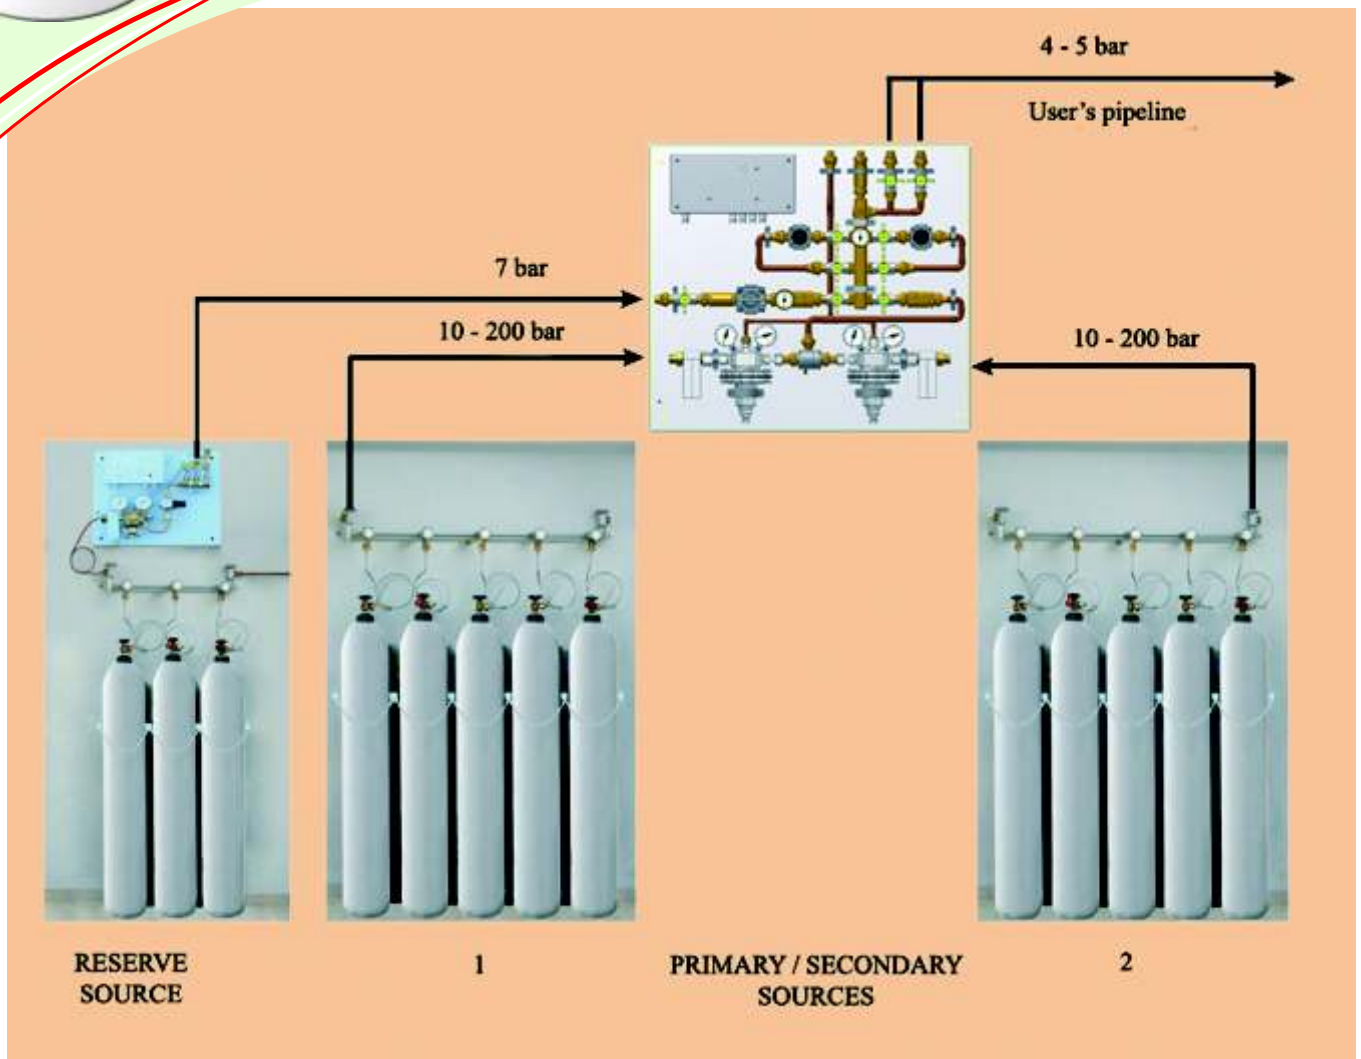 4 - 5 bar
User's pipeline
7 bar
10 - 200 bar
10 - 200 bar
RESERVE
SOURCE
1
PRIMARY / SECONDARY
SOURCES
2